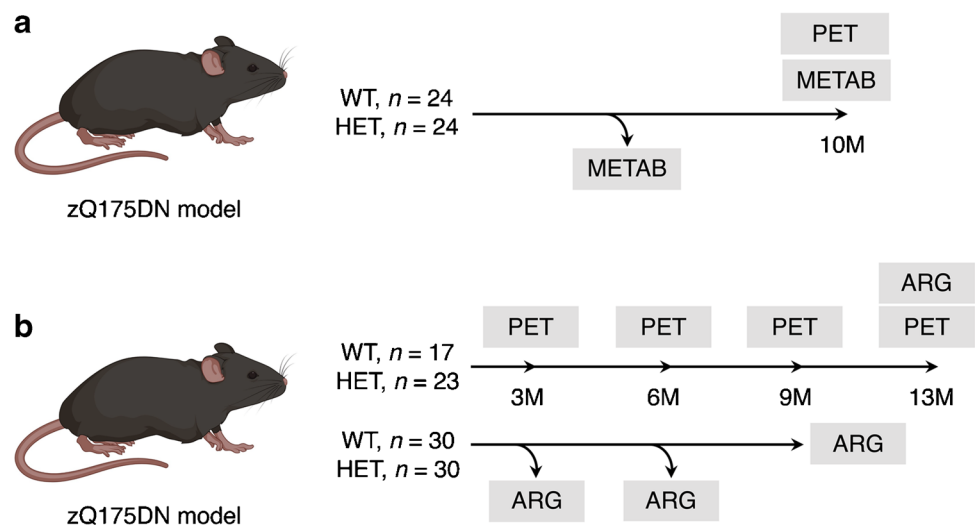 a
PET
METAB
WT, n = 24
HET, n = 24
10M
METAB
zQ175DN model
b
ARG
PET PET PET PET
WT, n = 17
HET, n = 23
3M 6M 9M 13M
WT, n = 30
HET, n = 30
ARG
ARG ARG
zQ175DN model